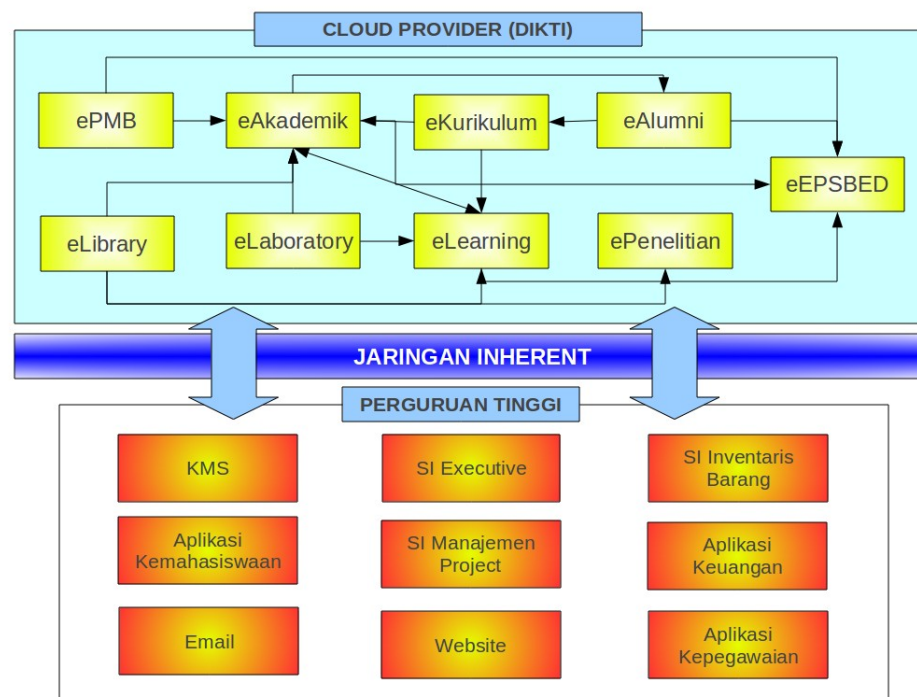 CLOUD PROVIDER (DIKTI)
ePMB
eAkademik
eKurikulum
eAlumni
eEPSBED
eLibrary
eLaboratory
eLearning
ePenelitian
JARINGAN INHERENT
PERGURUAN TINGGI
KMS
SI Executive
SI Inventaris
Barang
Aplikasi
Kemahasiswaan
SI Manajemen
Project
Aplikasi
Keuangan
Email
Website
Aplikasi
Kepegawaian